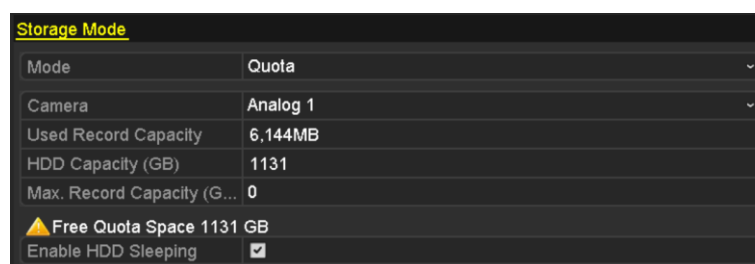 Storage Mode
Mode Quota
Camera Analog 1
Used Record Capacity 6,144MB
HDD Capacity (GB) 1131
Max. Record Capacity (G... 0
Free Quota Space 1131 GB
Enable HDD Sleeping